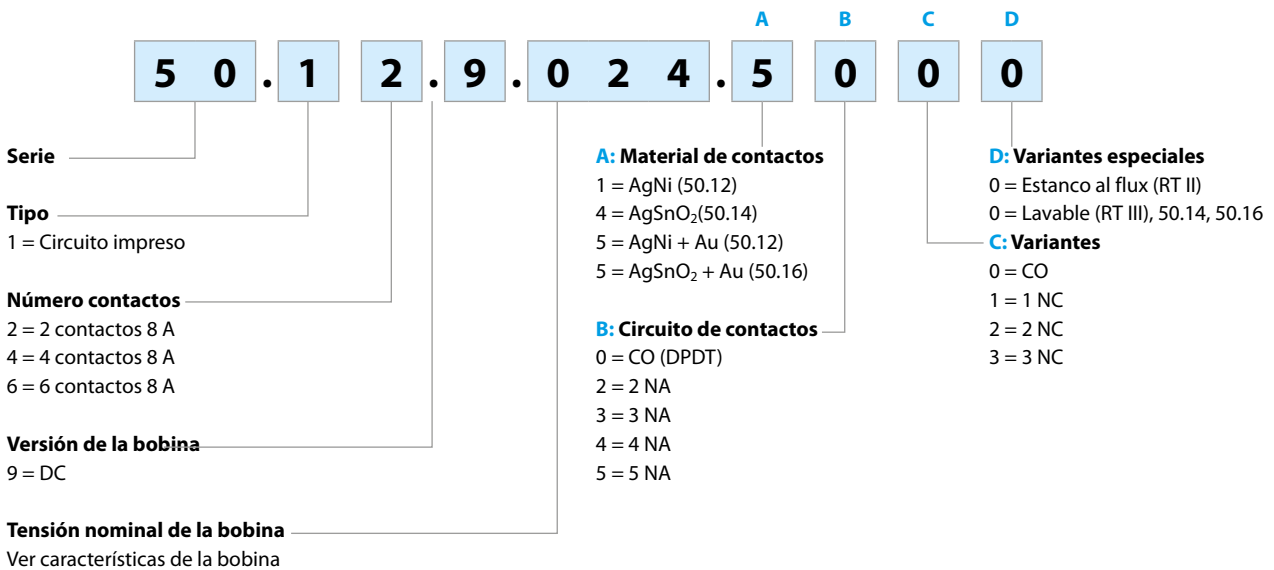 A B C D
5 0 . 1 2 . 9 . 0 2 4 . 5 0 0 0
Serie
Tipo
1 = Circuito impreso
Número contactos
2 = 2 contactos 8 A
4 = 4 contactos 8 A
6 = 6 contactos 8 A
Versión de la bobina
9 = DC
Tensión nominal de la bobina
Ver características de la bobina
A: Material de contactos
1 = AgNi (50.12)
4 = AgSnO₂(50.14)
5 = AgNi + Au (50.12)
5 = AgSnO₂ + Au (50.16)
B: Circuito de contactos
0 = CO (DPDT)
2 = 2 NA
3 = 3 NA
4 = 4 NA
5 = 5 NA
D: Variantes especiales
0 = Estanco al flux (RT II)
0 = Lavable (RT III), 50.14, 50.16
C: Variantes
0 = CO
1 = 1 NC
2 = 2 NC
3 = 3 NC